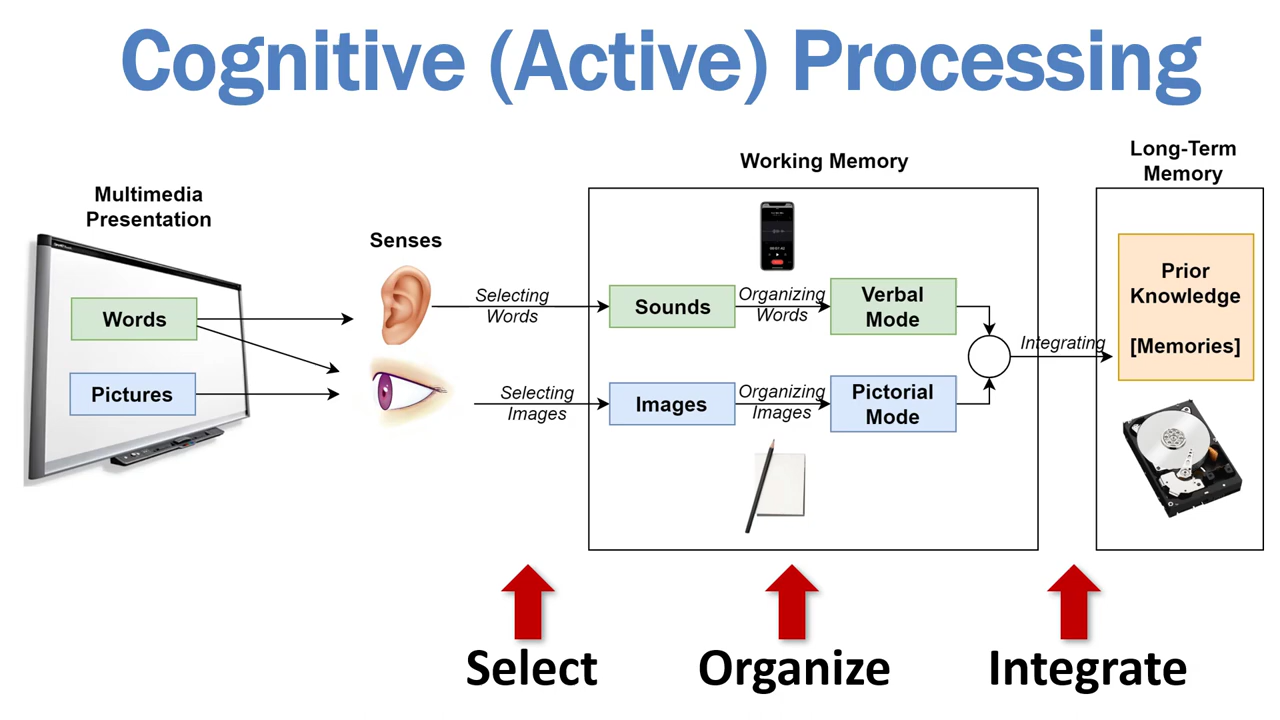 Cognitive (Active) Processing
Multimedia
Presentation
Words
Pictures
Senses
Selecting
Words
Selecting
Images
Working Memory
Sounds
Organizing
Words
Verbal
Mode
Images
Organizing
Images
Pictorial
Mode
Integrating
Long-Term
Memory
Prior
Knowledge
[Memories]
Select
Organize
Integrate